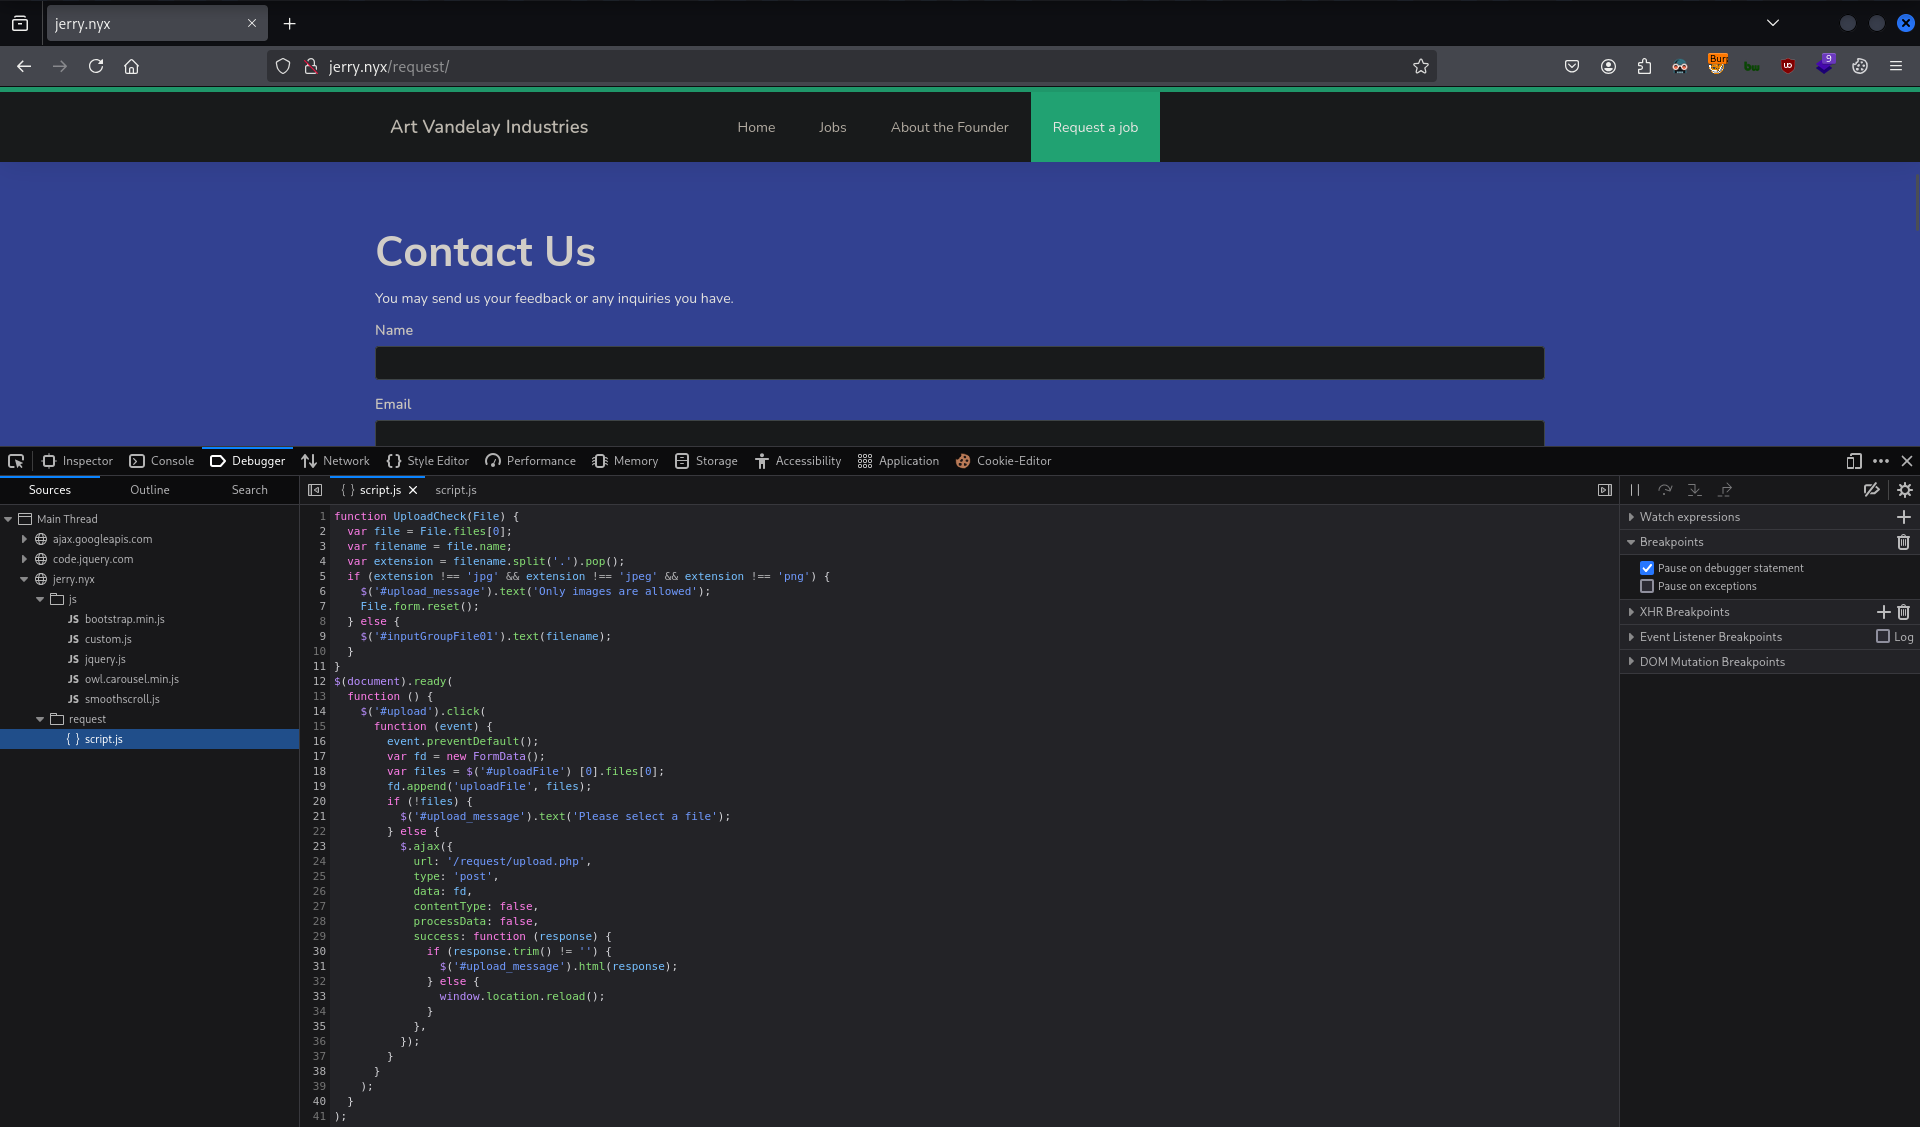 jerry.nyx
jerry.nyx/request/
Bur
9
Art Vandelay Industries
Home
Jobs
About the Founder
Request a job
Contact Us
You may send us your feedback or any inquiries you have.
Name
Email
Inspector
Console
Debugger
Network
Style Editor
Performance
Memory
Storage
Accessibility
Application
Cookie-Editor
Sources
Outline
Search
Main Thread
ajax.googleapis.com
code.jquery.com
jerry.nyx
js
JS bootstrap.min.js
JS custom.js
JS jquery.js
JS owl.carousel.min.js
JS smoothscroll.js
request
{ } script.js
{ } script.js
script.js
1 function UploadCheck(File) {
2 var file = File.files[0];
3 var filename = file.name;
4 var extension = filename.split('.').pop();
5 if (extension !== 'jpg' && extension !== 'jpeg' && extension !== 'png') {
6 $('#upload_message').text('Only images are allowed');
7 File.form.reset();
8 } else {
9 $('#inputGroupFile01').text(filename);
10 }
11 }
12 $(document).ready(
13 function () {
14 $('#upload').click(
15 function (event) {
16 event.preventDefault();
17 var fd = new FormData();
18 var files = $('#uploadFile') [0].files[0];
19 fd.append('uploadFile', files);
20 if (!files) {
21 $('#upload_message').text('Please select a file');
22 } else {
23 $.ajax({
24 url: '/request/upload.php',
25 type: 'post',
26 data: fd,
27 contentType: false,
28 processData: false,
29 success: function (response) {
30 if (response.trim() != '') {
31 $('#upload_message').html(response);
32 } else {
33 window.location.reload();
34 }
35 },
36 });
37 }
38 }
39 );
40 }
41 );
Watch expressions
Breakpoints
Pause on debugger statement
Pause on exceptions
XHR Breakpoints
Event Listener Breakpoints
Log
DOM Mutation Breakpoints